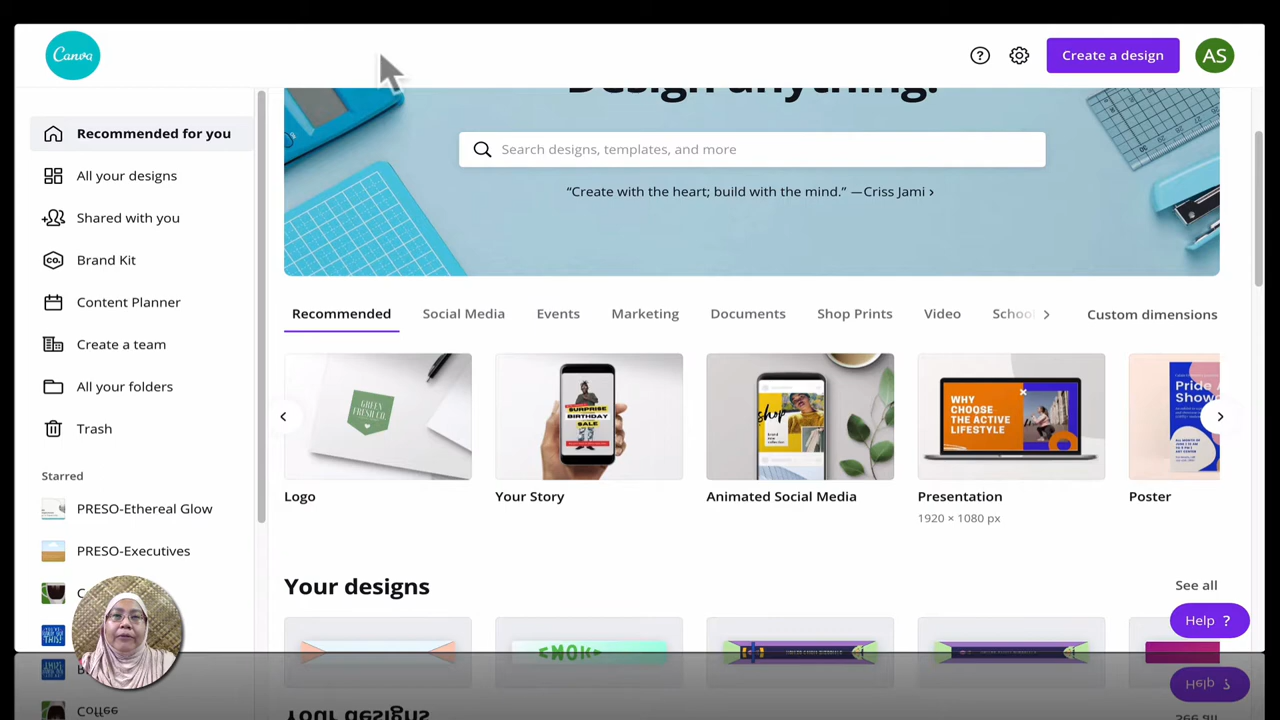 Canva
Create a design
AS
Design anything.
Search designs, templates, and more
“Create with the heart; build with the mind.” —Criss Jami ›
Recommended for you
All your designs
Shared with you
Brand Kit
Content Planner
Create a team
All your folders
Trash
Starred
PRESO-Ethereal Glow
PRESO-Executives
Recommended
Social Media
Events
Marketing
Documents
Shop Prints
Video
School
Custom dimensions
GREEN
SURPRISE
BIRTHDAY
SALE
shop
WHY
CHOOSE
THE ACTIVE
LIFESTYLE
Pride
Show
Logo
Your Story
Animated Social Media
Presentation
1920 × 1080 px
Poster
Your designs
See all
Help ?
Coffee